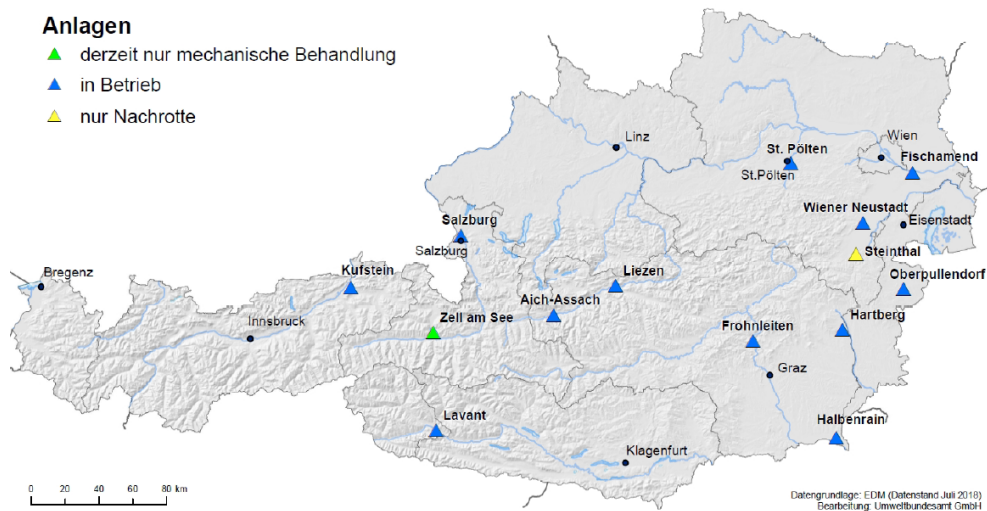 Anlagen
derzeit nur mechanische Behandlung
in Betrieb
nur Nachrotte
Linz
Wien
St. Pölten
St.Pölten
Fischamend
Wiener Neustadt
Eisenstadt
Salzburg
Salzburg
Steinthal
Bregenz
Kufstein
Liezen
Oberpullendorf
Aich-Assach
Zell am See
Innsbruck
Frohnleiten
Hartberg
Graz
Lavant
Halbenrain
Klagenfurt
0 20 40 60 80 km
Datengrundlage: EDM (Datenstand Juli 2018)
Bearbeitung: Umweltbundesamt GmbH